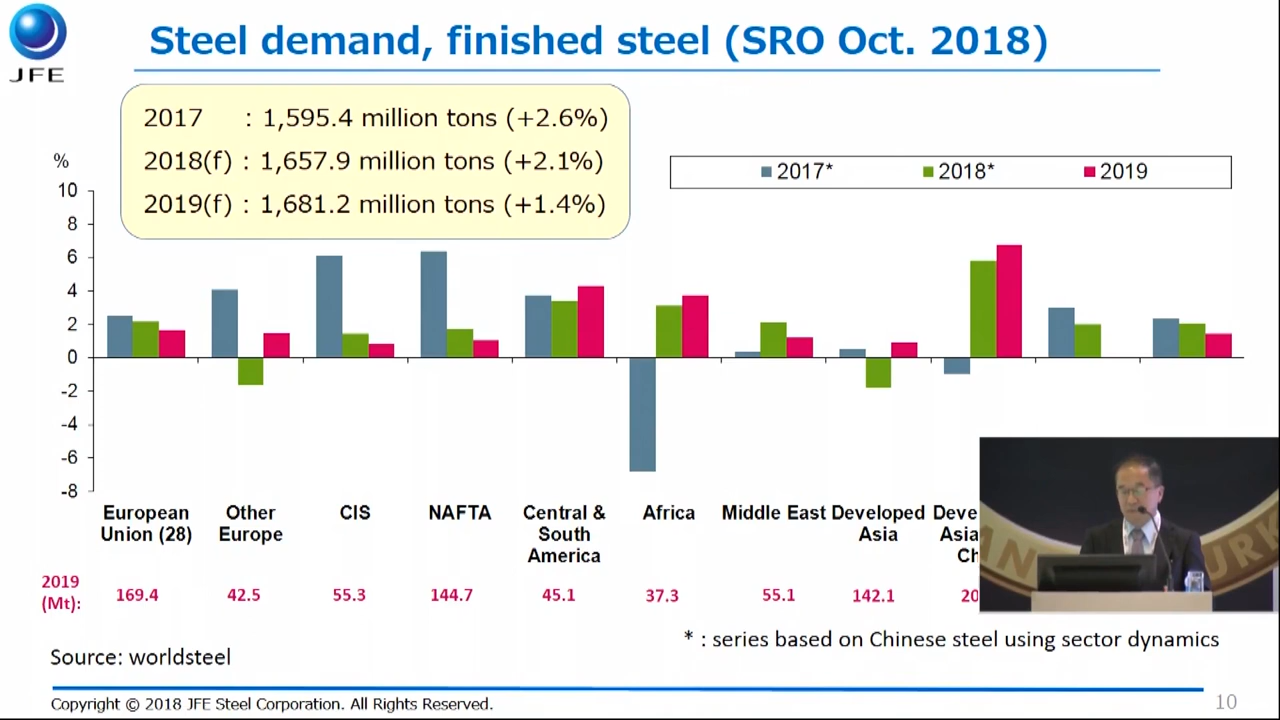 JFE
Steel demand, finished steel (SRO Oct. 2018)
2017 : 1,595.4 million tons (+2.6%)
2018(f) : 1,657.9 million tons (+2.1%)
2019(f) : 1,681.2 million tons (+1.4%)
2017* 2018* 2019
%
10
8
6
4
2
0
-2
-4
-6
-8
European Union (28)
Other Europe
CIS
NAFTA
Central & South America
Africa
Middle East
Developed Asia
2019 (Mt): 169.4 42.5 55.3 144.7 45.1 37.3 55.1 142.1
* : series based on Chinese steel using sector dynamics
Source: worldsteel
Copyright © 2018 JFE Steel Corporation. All Rights Reserved.
10